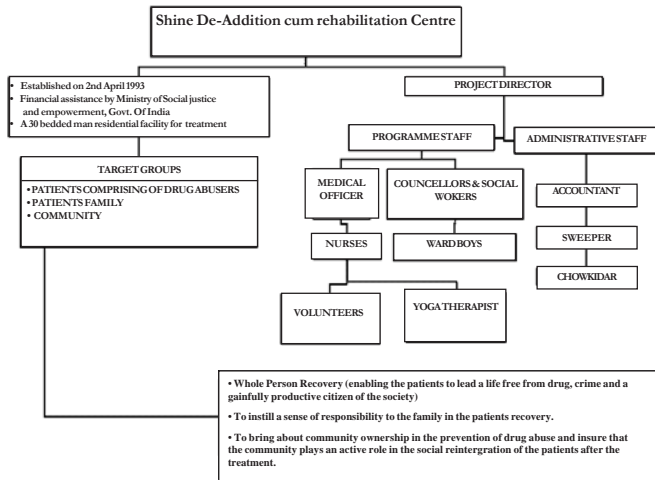 Shine De-Addition cum rehabilitation Centre
• Established on 2nd April 1993
• Financial assistance by Ministry of Social justice
and empowerment, Govt. Of India
• A 30 bedded man residential facility for treatment
TARGET GROUPS
• PATIENTS COMPRISING OF DRUG ABUSERS
• PATIENTS FAMILY
• COMMUNITY
PROJECT DIRECTOR
PROGRAMME STAFF
ADMINISTRATIVE STAFF
MEDICAL
OFFICER
COUNCELLORS & SOCIAL
WOKERS
ACCOUNTANT
NURSES
WARD BOYS
SWEEPER
CHOWKIDAR
VOLUNTEERS
YOGA THERAPIST
• Whole Person Recovery (enabling the patients to lead a life free from drug, crime and a
gainfully productive citizen of the society)
• To instill a sense of responsibility to the family in the patients recovery.
• To bring about community ownership in the prevention of drug abuse and insure that
the community plays an active role in the social reintergration of the patients after the
treatment.